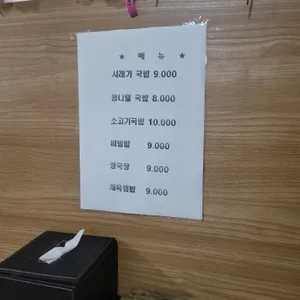 ★ 메 뉴 ★
시래기 국밥 9.000
콩나물 국밥 8.000
소고기국밥 10.000
비빔밥 9.000
청국장 9.000
제육덮밥 9.000